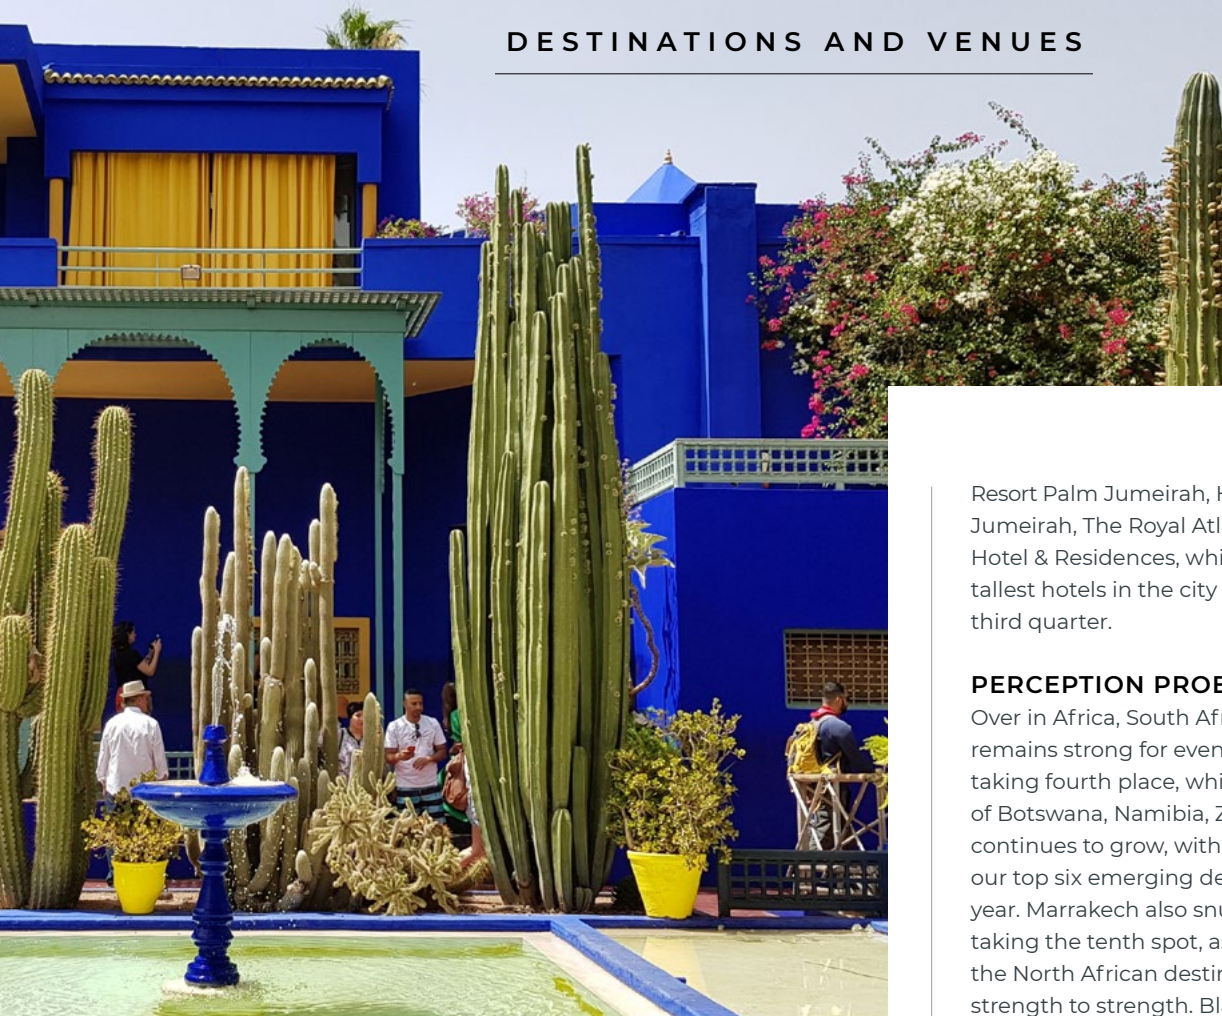 DESTINATIONS AND VENUES
Resort Palm Jumeirah,
Jumeirah, The Royal
Hotel & Residences,
tallest hotels in the city
third quarter.
PERCEPTION
Over in Africa, South
remains strong for
taking fourth place,
of Botswana, Namibia,
continues to grow, with
our top six emerging
year. Marrakech also
taking the tenth spot,
the North African
strength to strength.